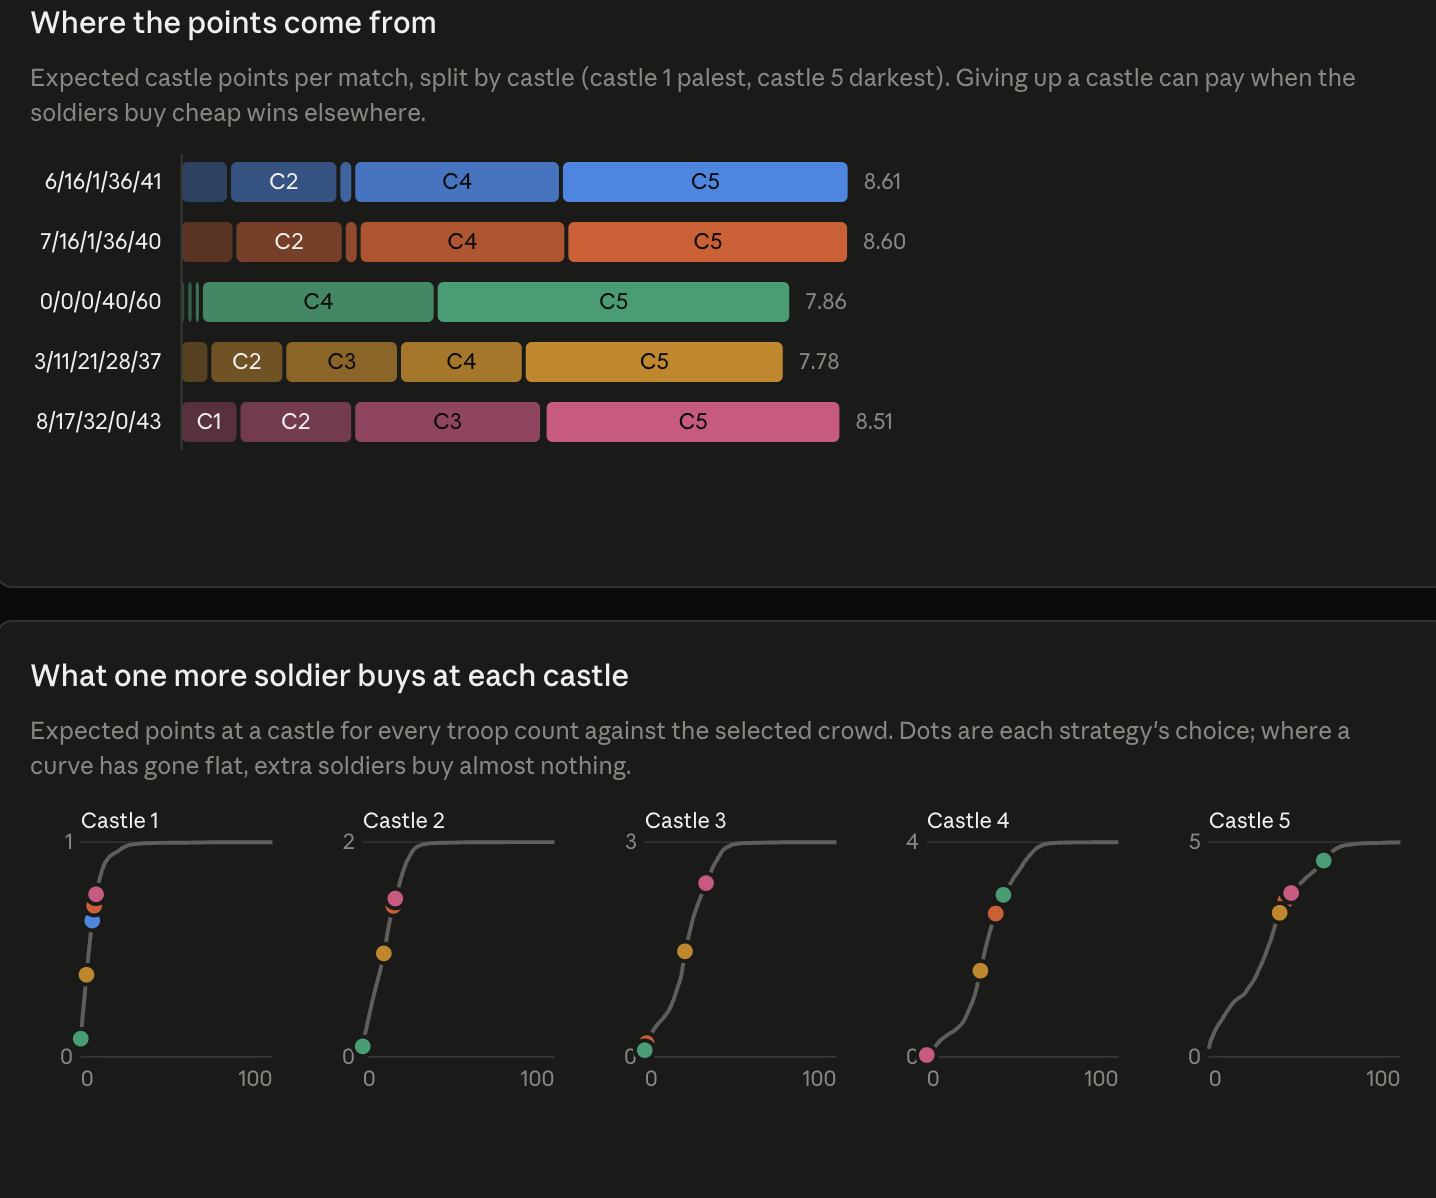 Where the points come from
Expected castle points per match, split by castle (castle 1 palest, castle 5 darkest). Giving up a castle can pay when the
soldiers buy cheap wins elsewhere.
6/16/1/36/41 C2 C4 C5 8.61
7/16/1/36/40 C2 C4 C5 8.60
0/0/0/40/60 C4 C5 7.86
3/11/21/28/37 C2 C3 C4 C5 7.78
8/17/32/0/43 C1 C2 C3 C5 8.51
What one more soldier buys at each castle
Expected points at a castle for every troop count against the selected crowd. Dots are each strategy's choice; where a
curve has gone flat, extra soldiers buy almost nothing.
Castle 1 Castle 2 Castle 3 Castle 4 Castle 5
1 2 3 4 5
0 0 0 0 0
0 100 0 100 0 100 0 100 0 100